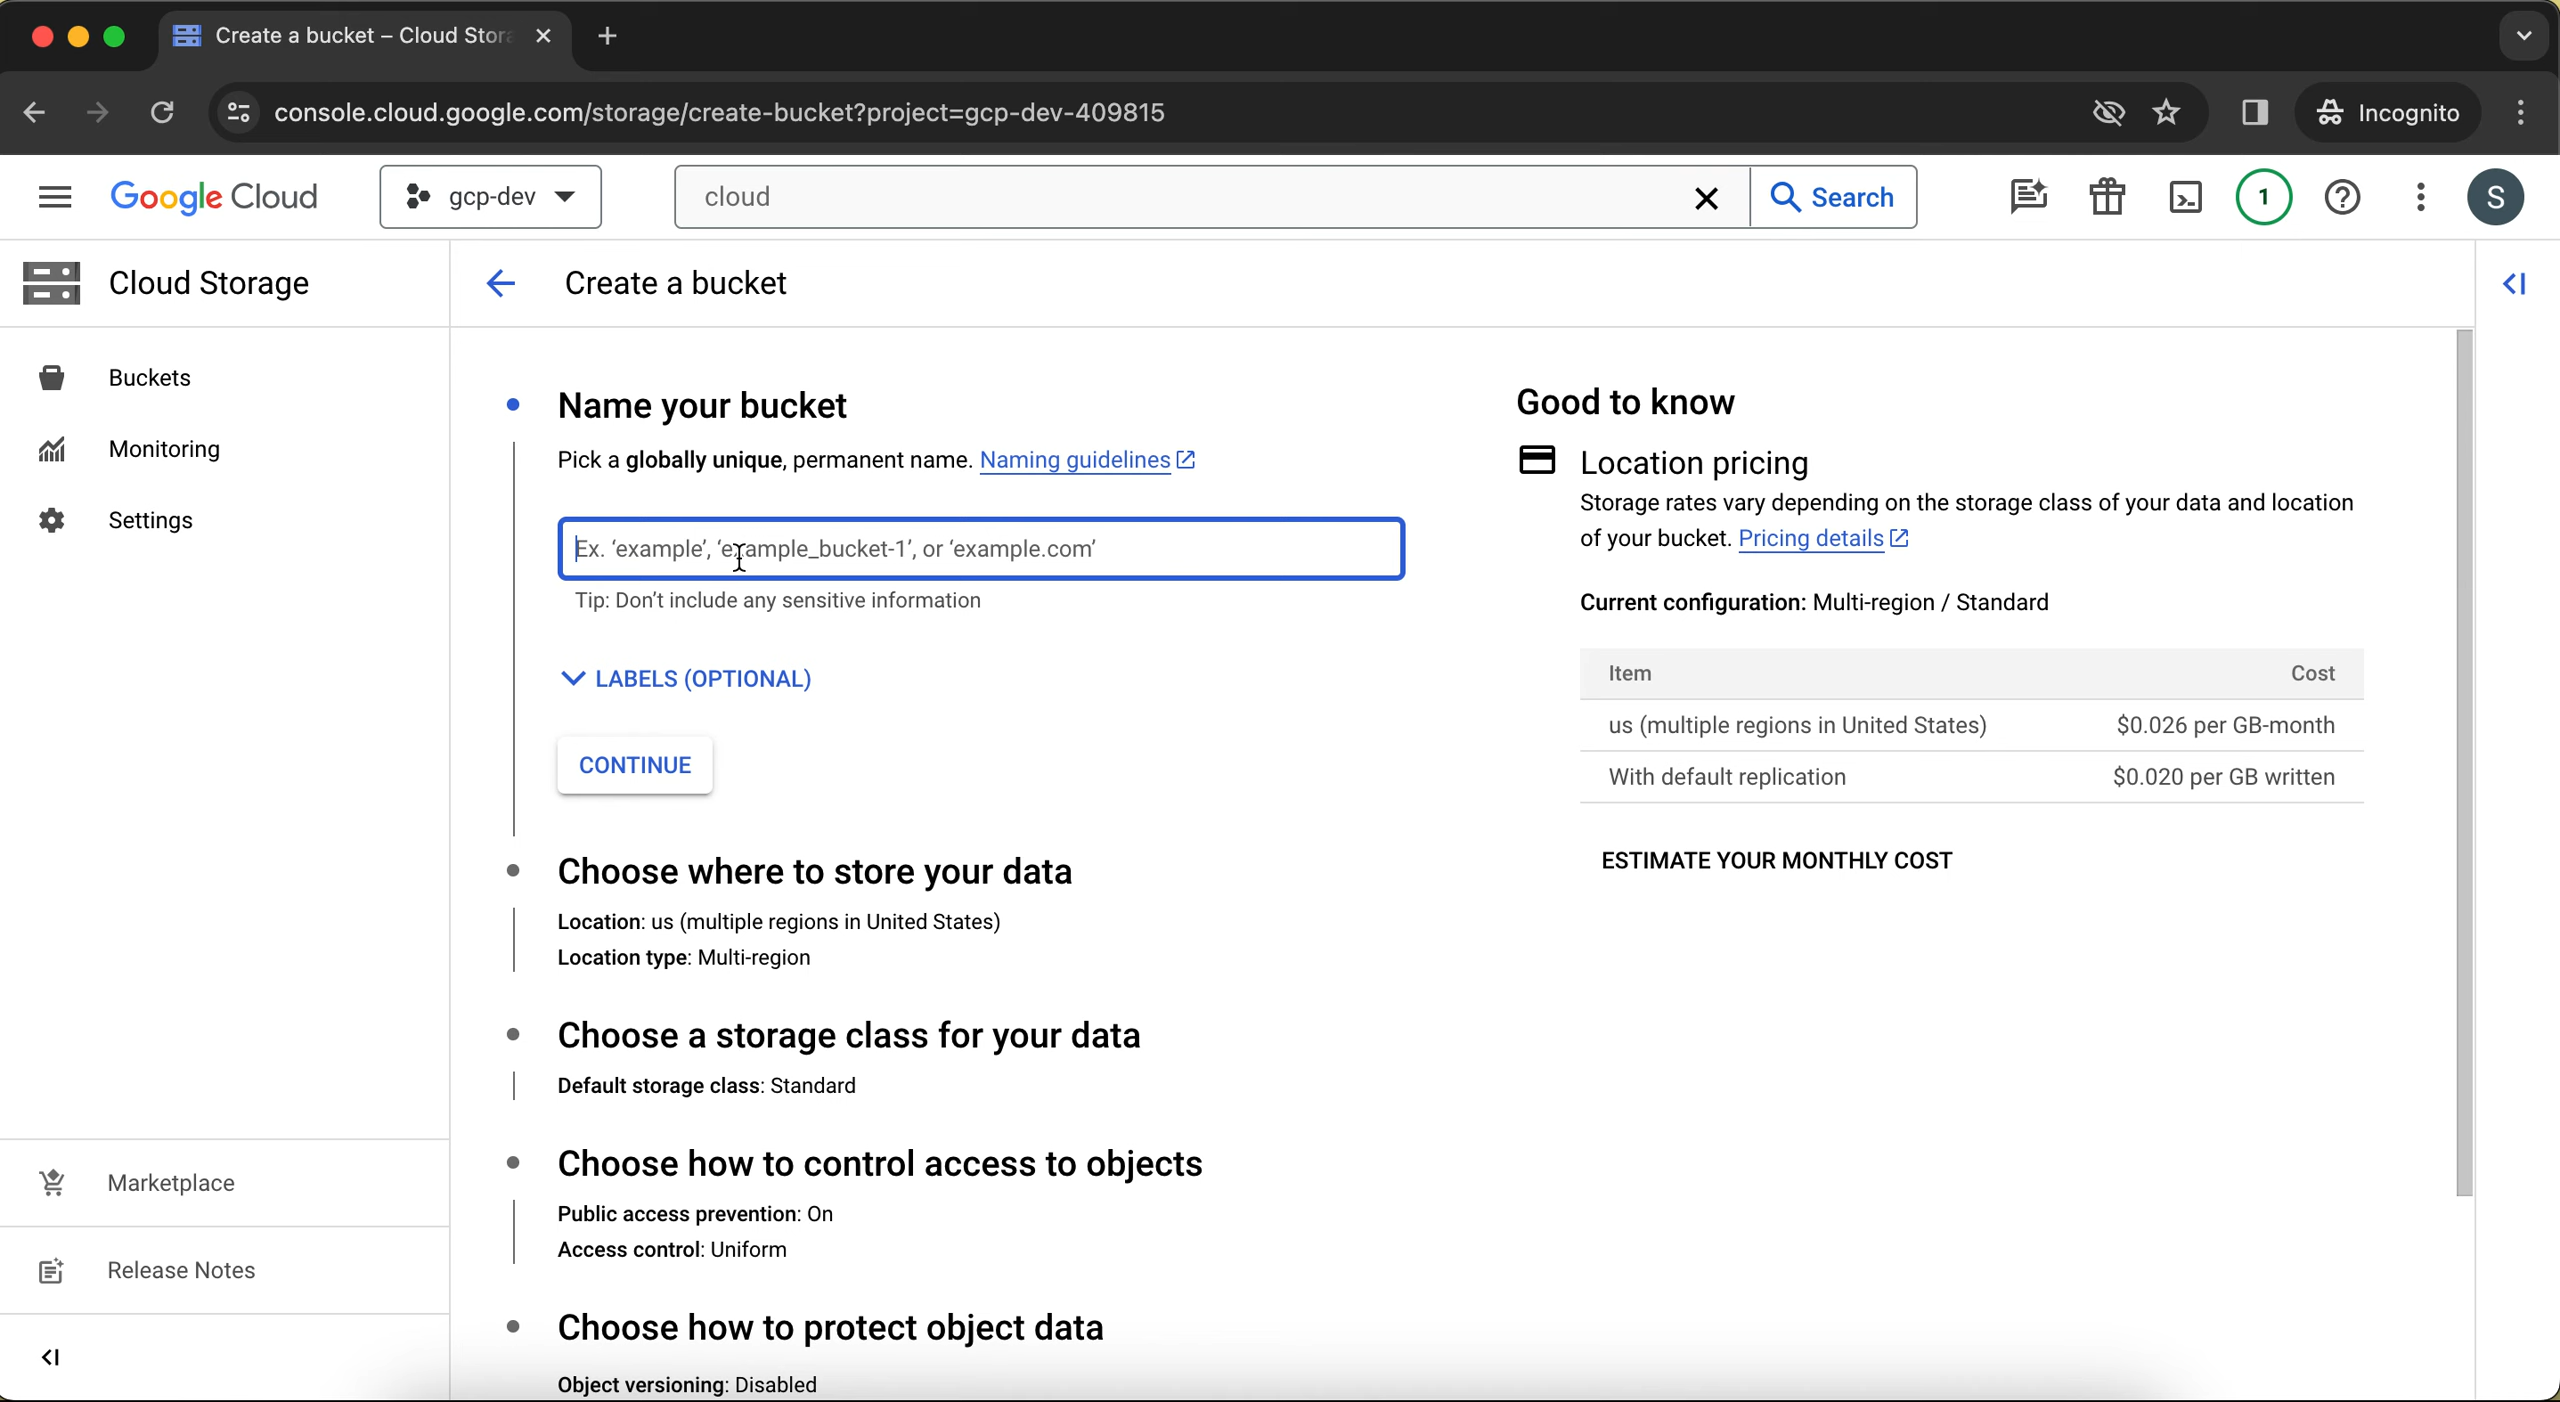 Create a bucket – Cloud Stor
console.cloud.google.com/storage/create-bucket?project=gcp-dev-409815
Incognito
Google Cloud
gcp-dev
cloud
Search
1
S
Cloud Storage
Create a bucket
Buckets
Monitoring
Settings
Marketplace
Release Notes
Name your bucket
Pick a globally unique, permanent name. Naming guidelines
Ex. ‘example’, ‘example_bucket-1’, or ‘example.com’
Tip: Don’t include any sensitive information
LABELS (OPTIONAL)
CONTINUE
Choose where to store your data
Location: us (multiple regions in United States)
Location type: Multi-region
Choose a storage class for your data
Default storage class: Standard
Choose how to control access to objects
Public access prevention: On
Access control: Uniform
Choose how to protect object data
Object versioning: Disabled
Good to know
Location pricing
Storage rates vary depending on the storage class of your data and location
of your bucket. Pricing details
Current configuration: Multi-region / Standard
Item Cost
us (multiple regions in United States) $0.026 per GB-month
With default replication $0.020 per GB written
ESTIMATE YOUR MONTHLY COST